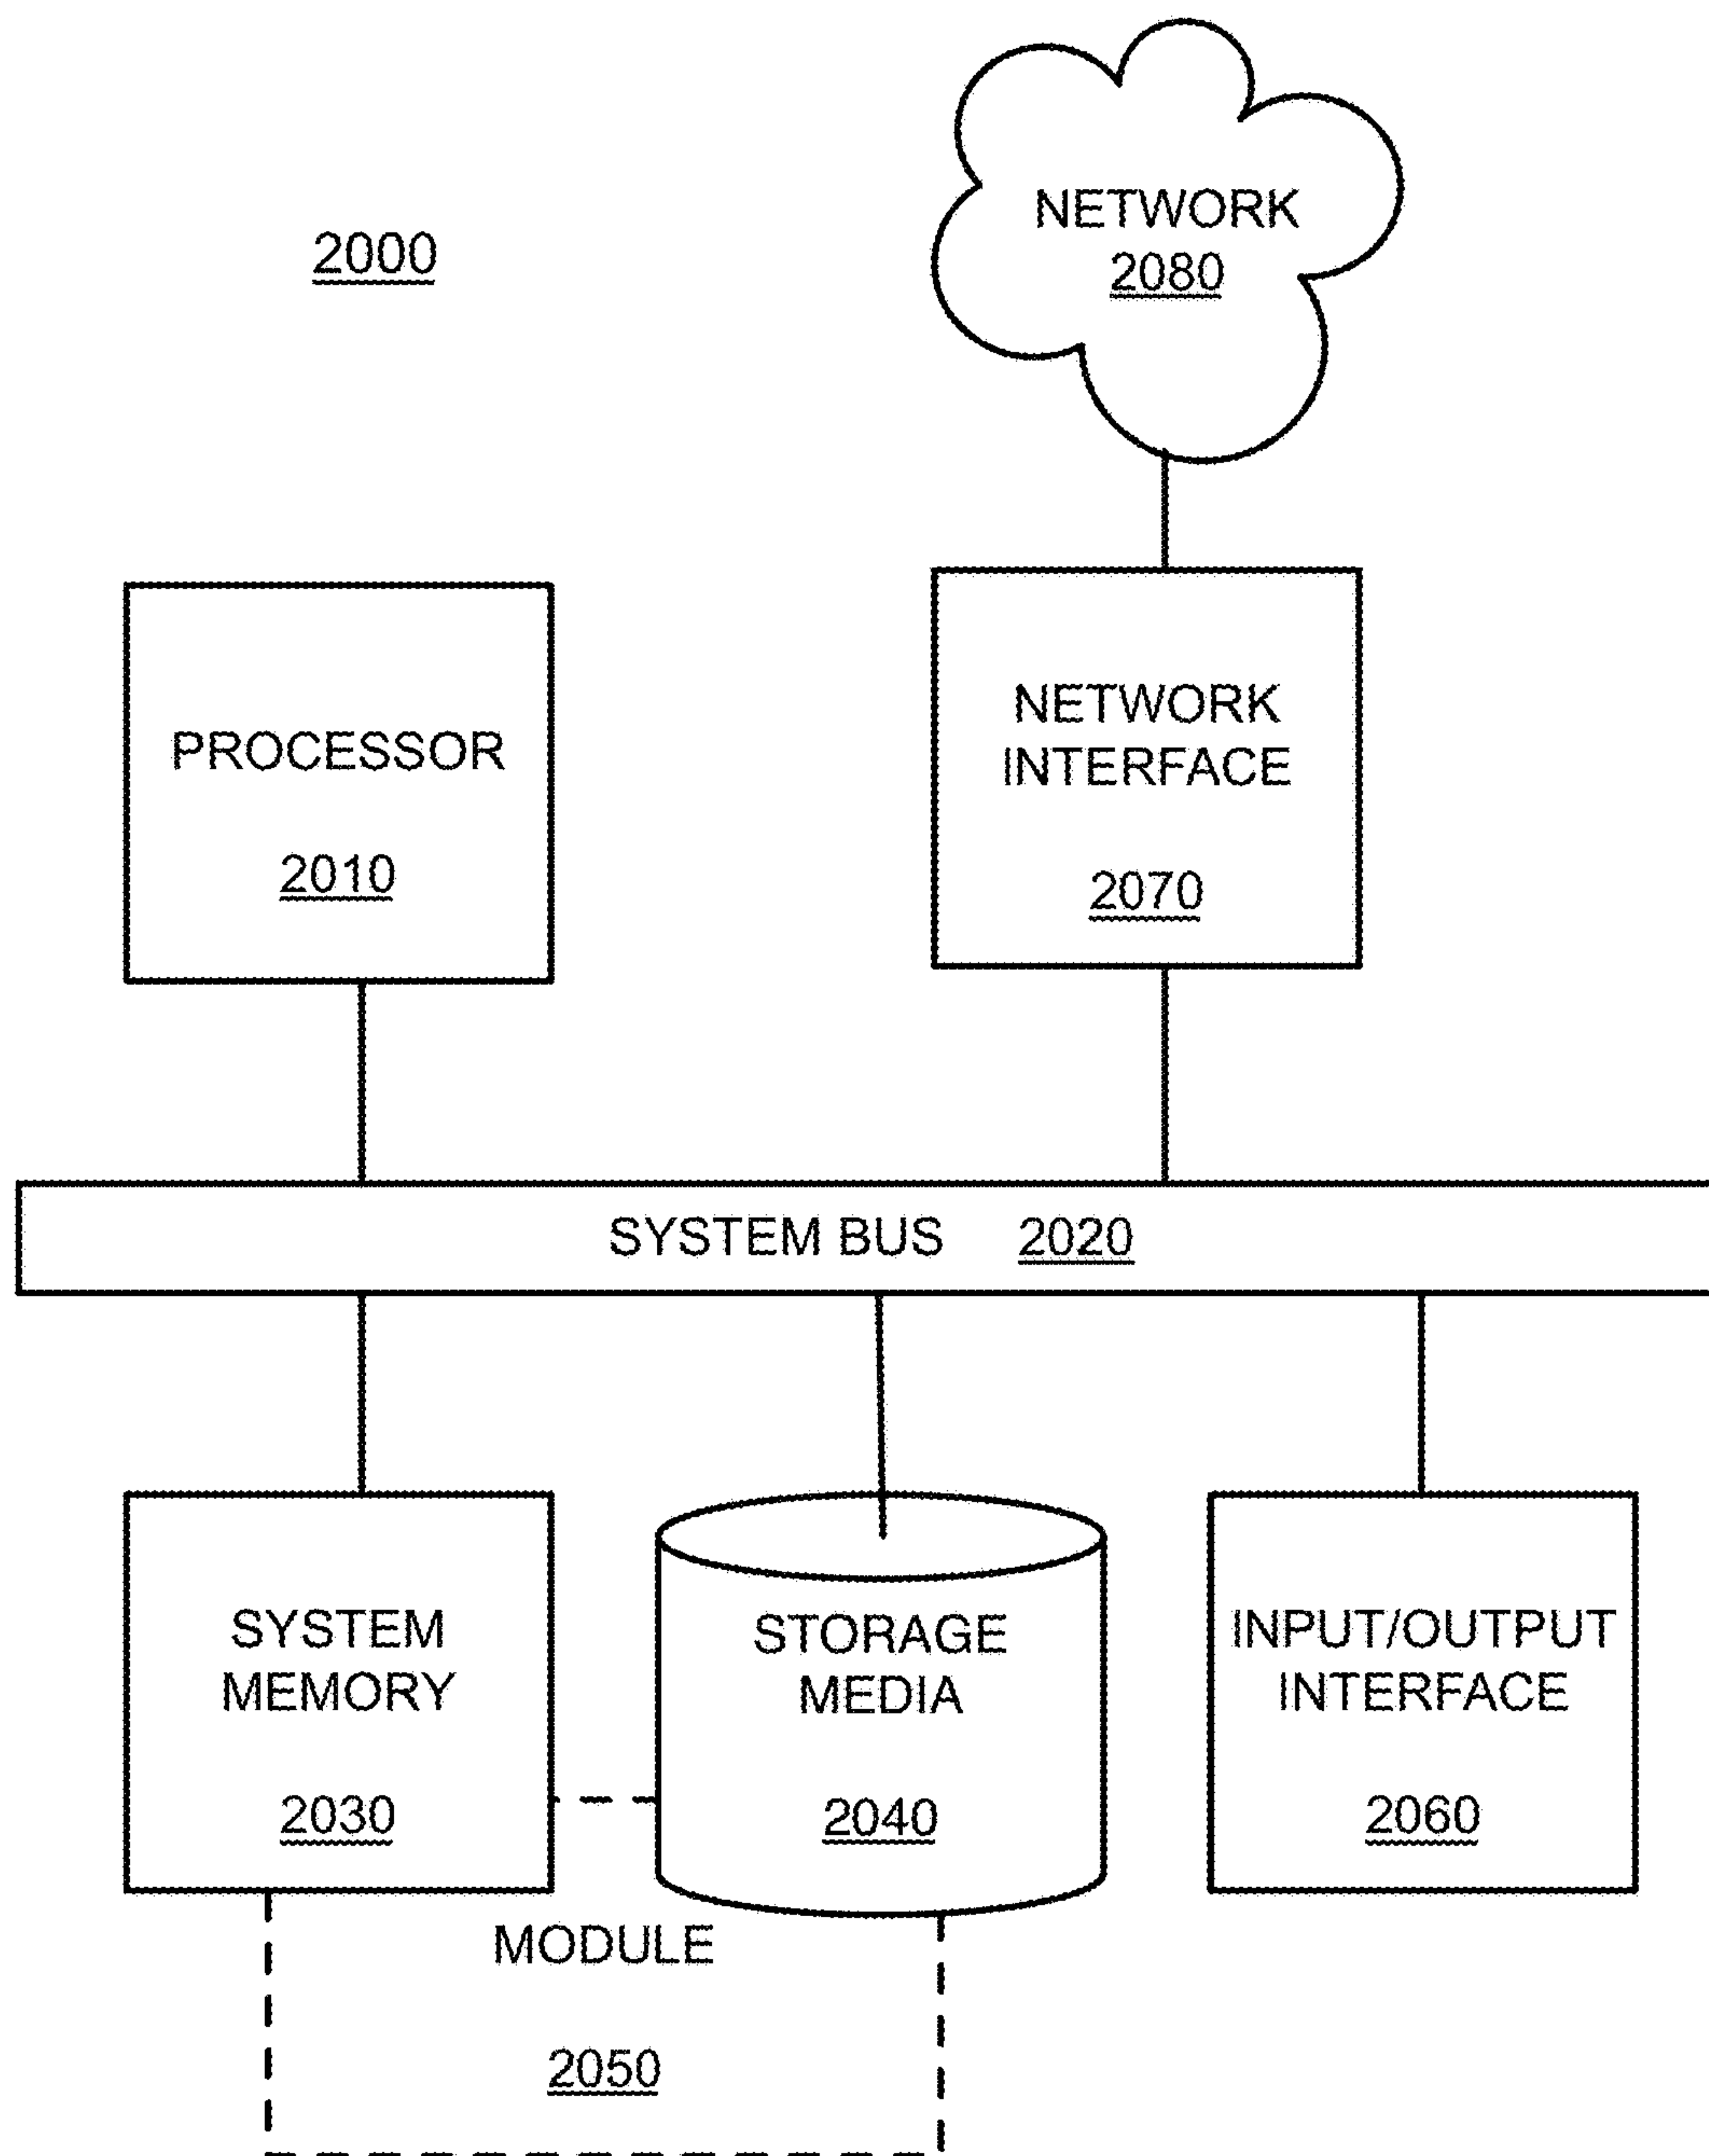 NETWORK
2080
2000
PROCESSOR
2010
NETWORK
INTERFACE
2070
SYSTEM BUS 2020
SYSTEM
MEMORY
2030
STORAGE
MEDIA
2040
INPUT/OUTPUT
INTERFACE
2060
MODULE
2050